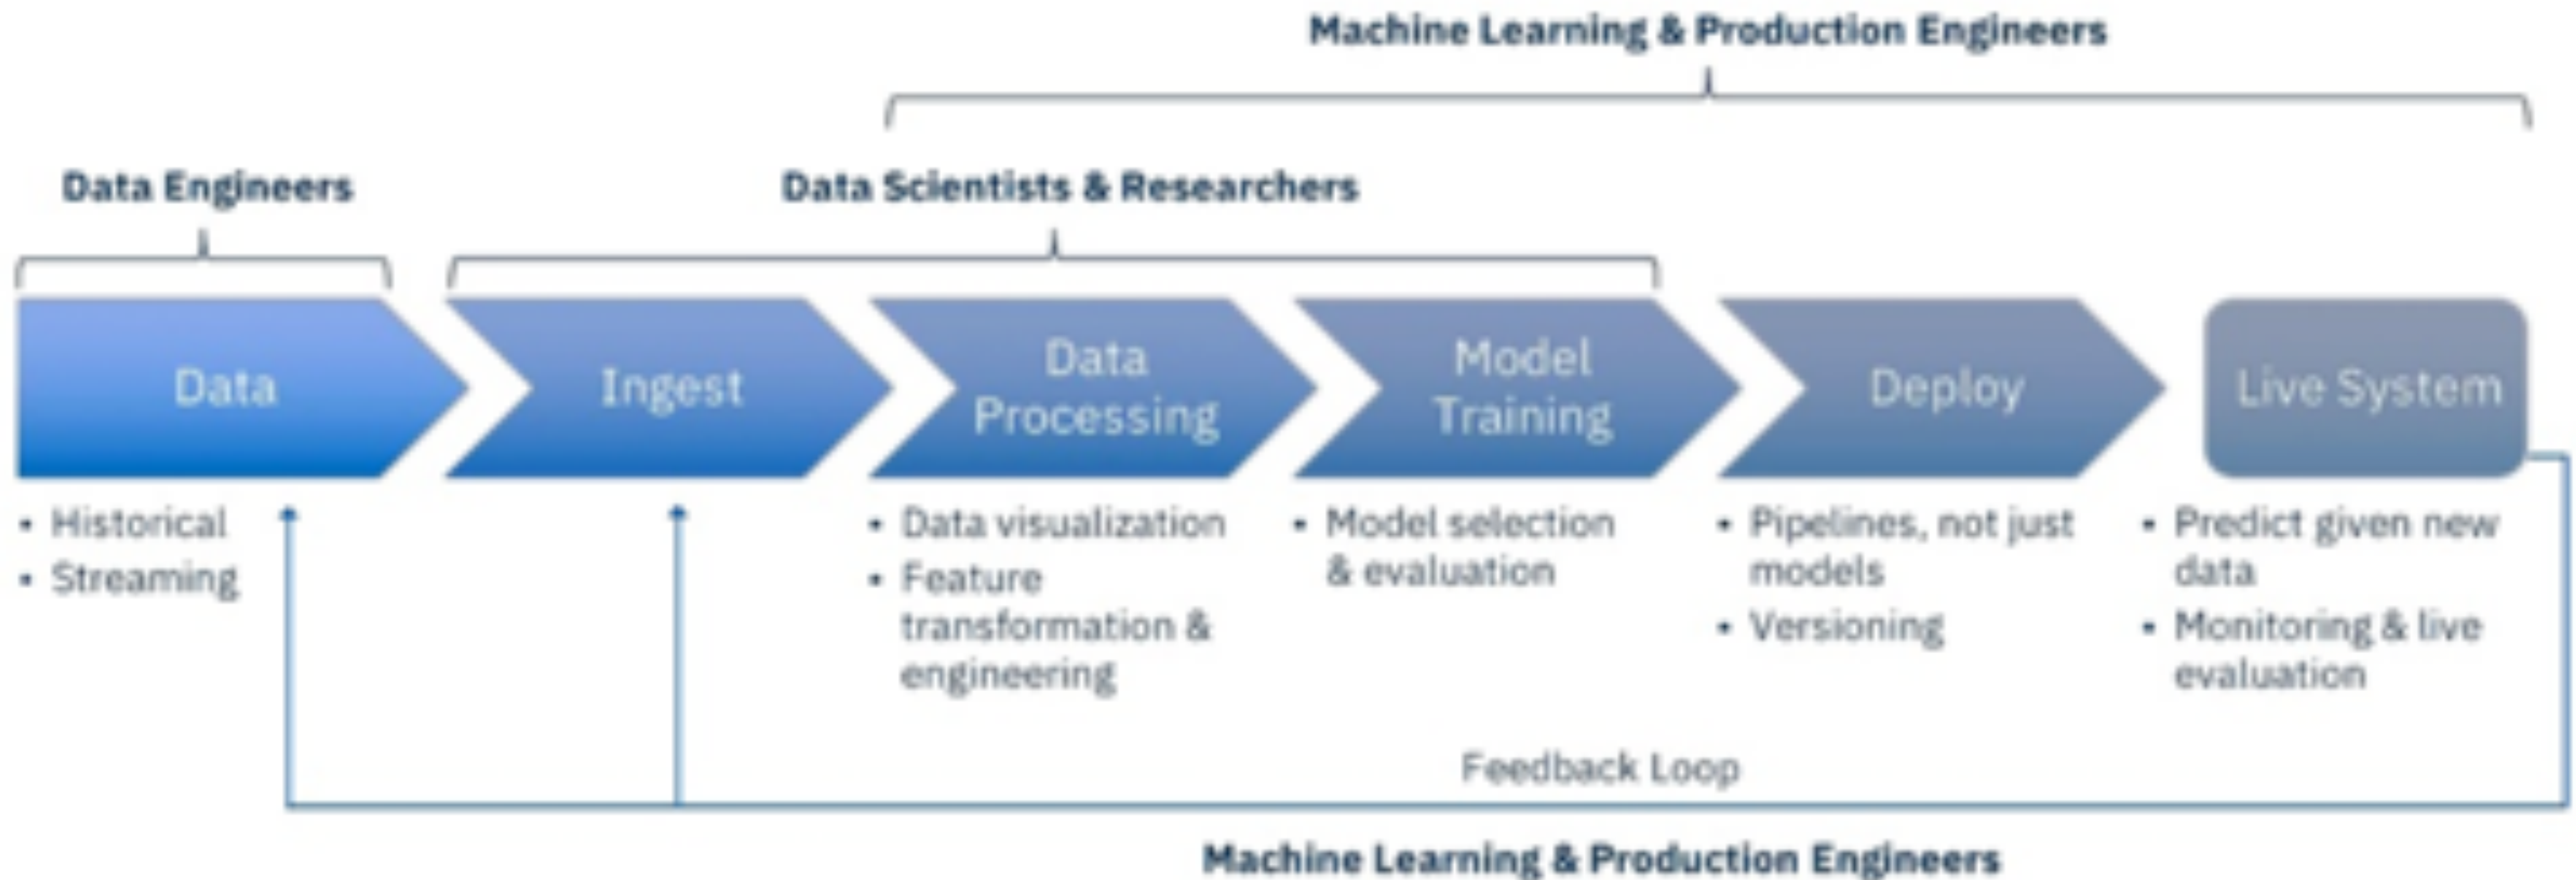 Machine Learning & Production Engineers
Data Engineers
Data Scientists & Researchers
Data
Ingest
Data
Processing
Model
Training
Deploy
Live System
• Historical
• Streaming
• Data visualization
• Feature
transformation &
engineering
• Model selection
& evaluation
• Pipelines, not just
models
• Versioning
• Predict given new
data
• Monitoring & live
evaluation
Feedback Loop
Machine Learning & Production Engineers